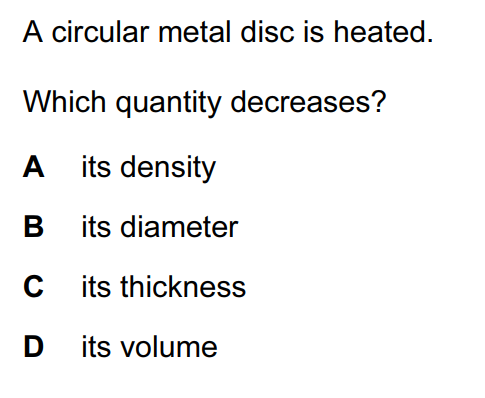 A circular metal disc is heated.
Which quantity decreases?
A its density
B its diameter
C its thickness
D its volume